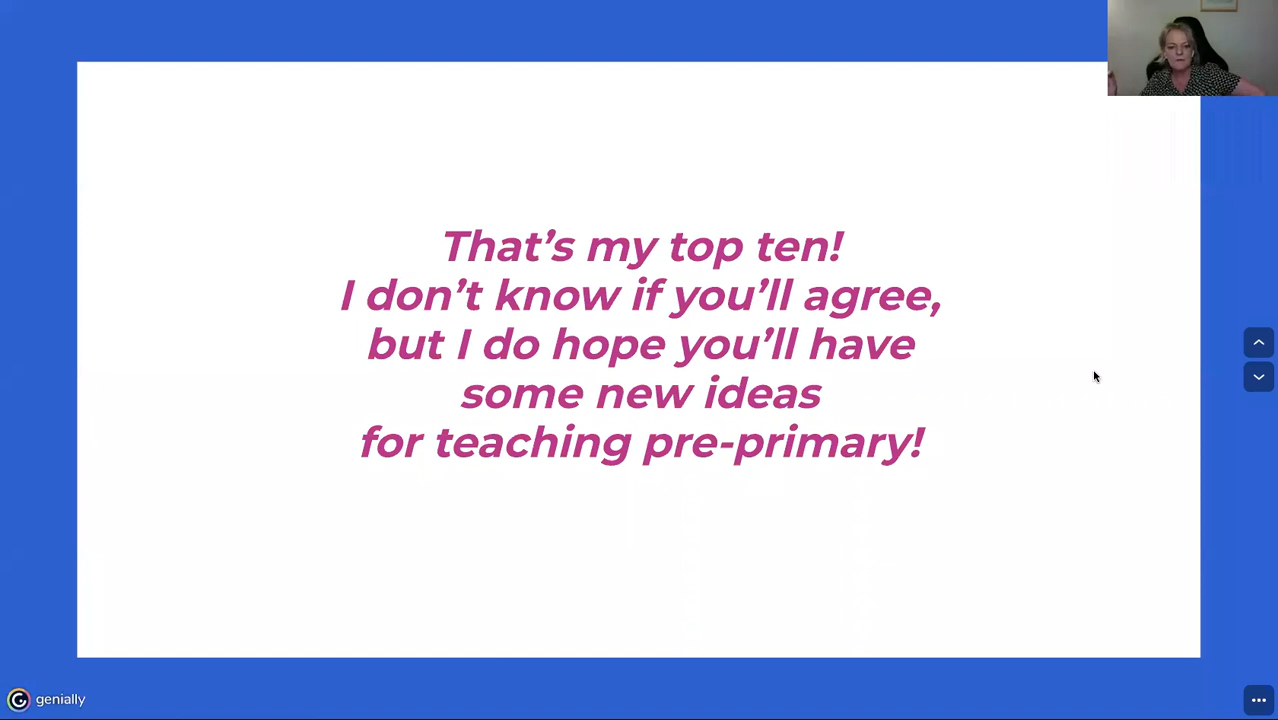 That’s my top ten!
I don’t know if you’ll agree,
but I do hope you’ll have
some new ideas
for teaching pre-primary!
genially